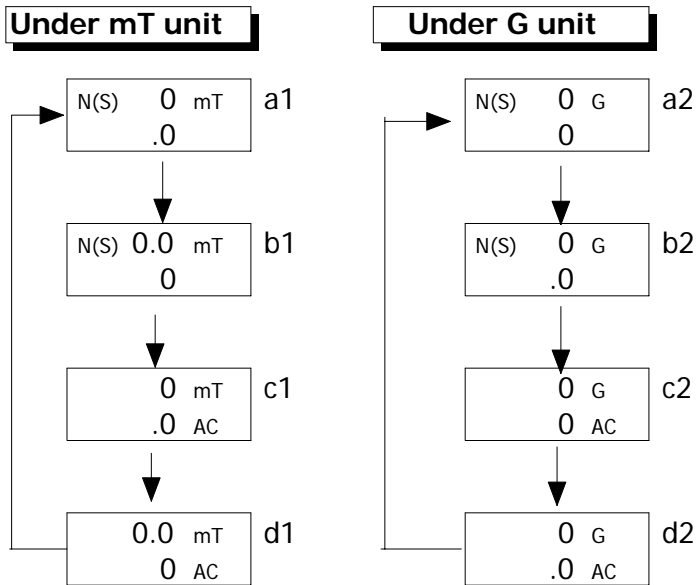 Under mT unit
N(S) 0 mT a1
.0
N(S) 0.0 mT b1
0
0 mT c1
.0 AC
0.0 mT d1
0 AC
Under G unit
N(S) 0 G a2
0
N(S) 0 G b2
.0
0 G c2
0 AC
0 G d2
.0 AC